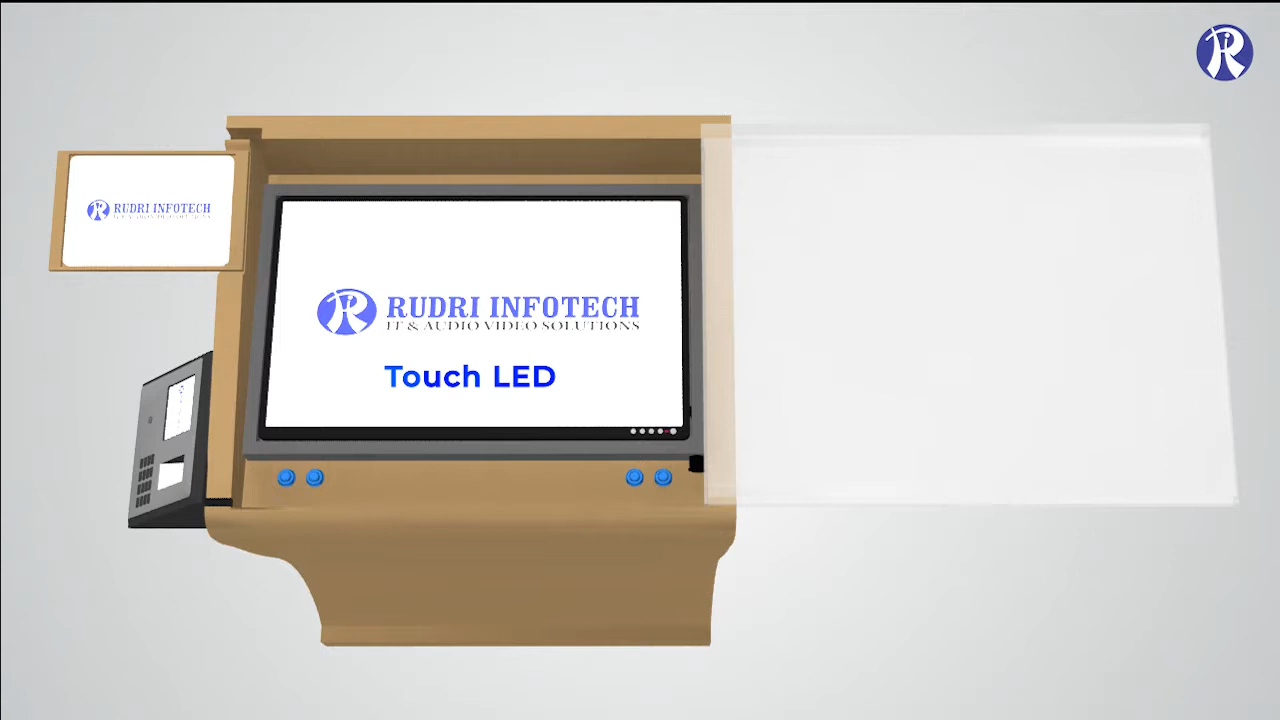 RUDRI INFOTECH
RUDRI INFOTECH
IT & AUDIO VIDEO SOLUTIONS
Touch LED